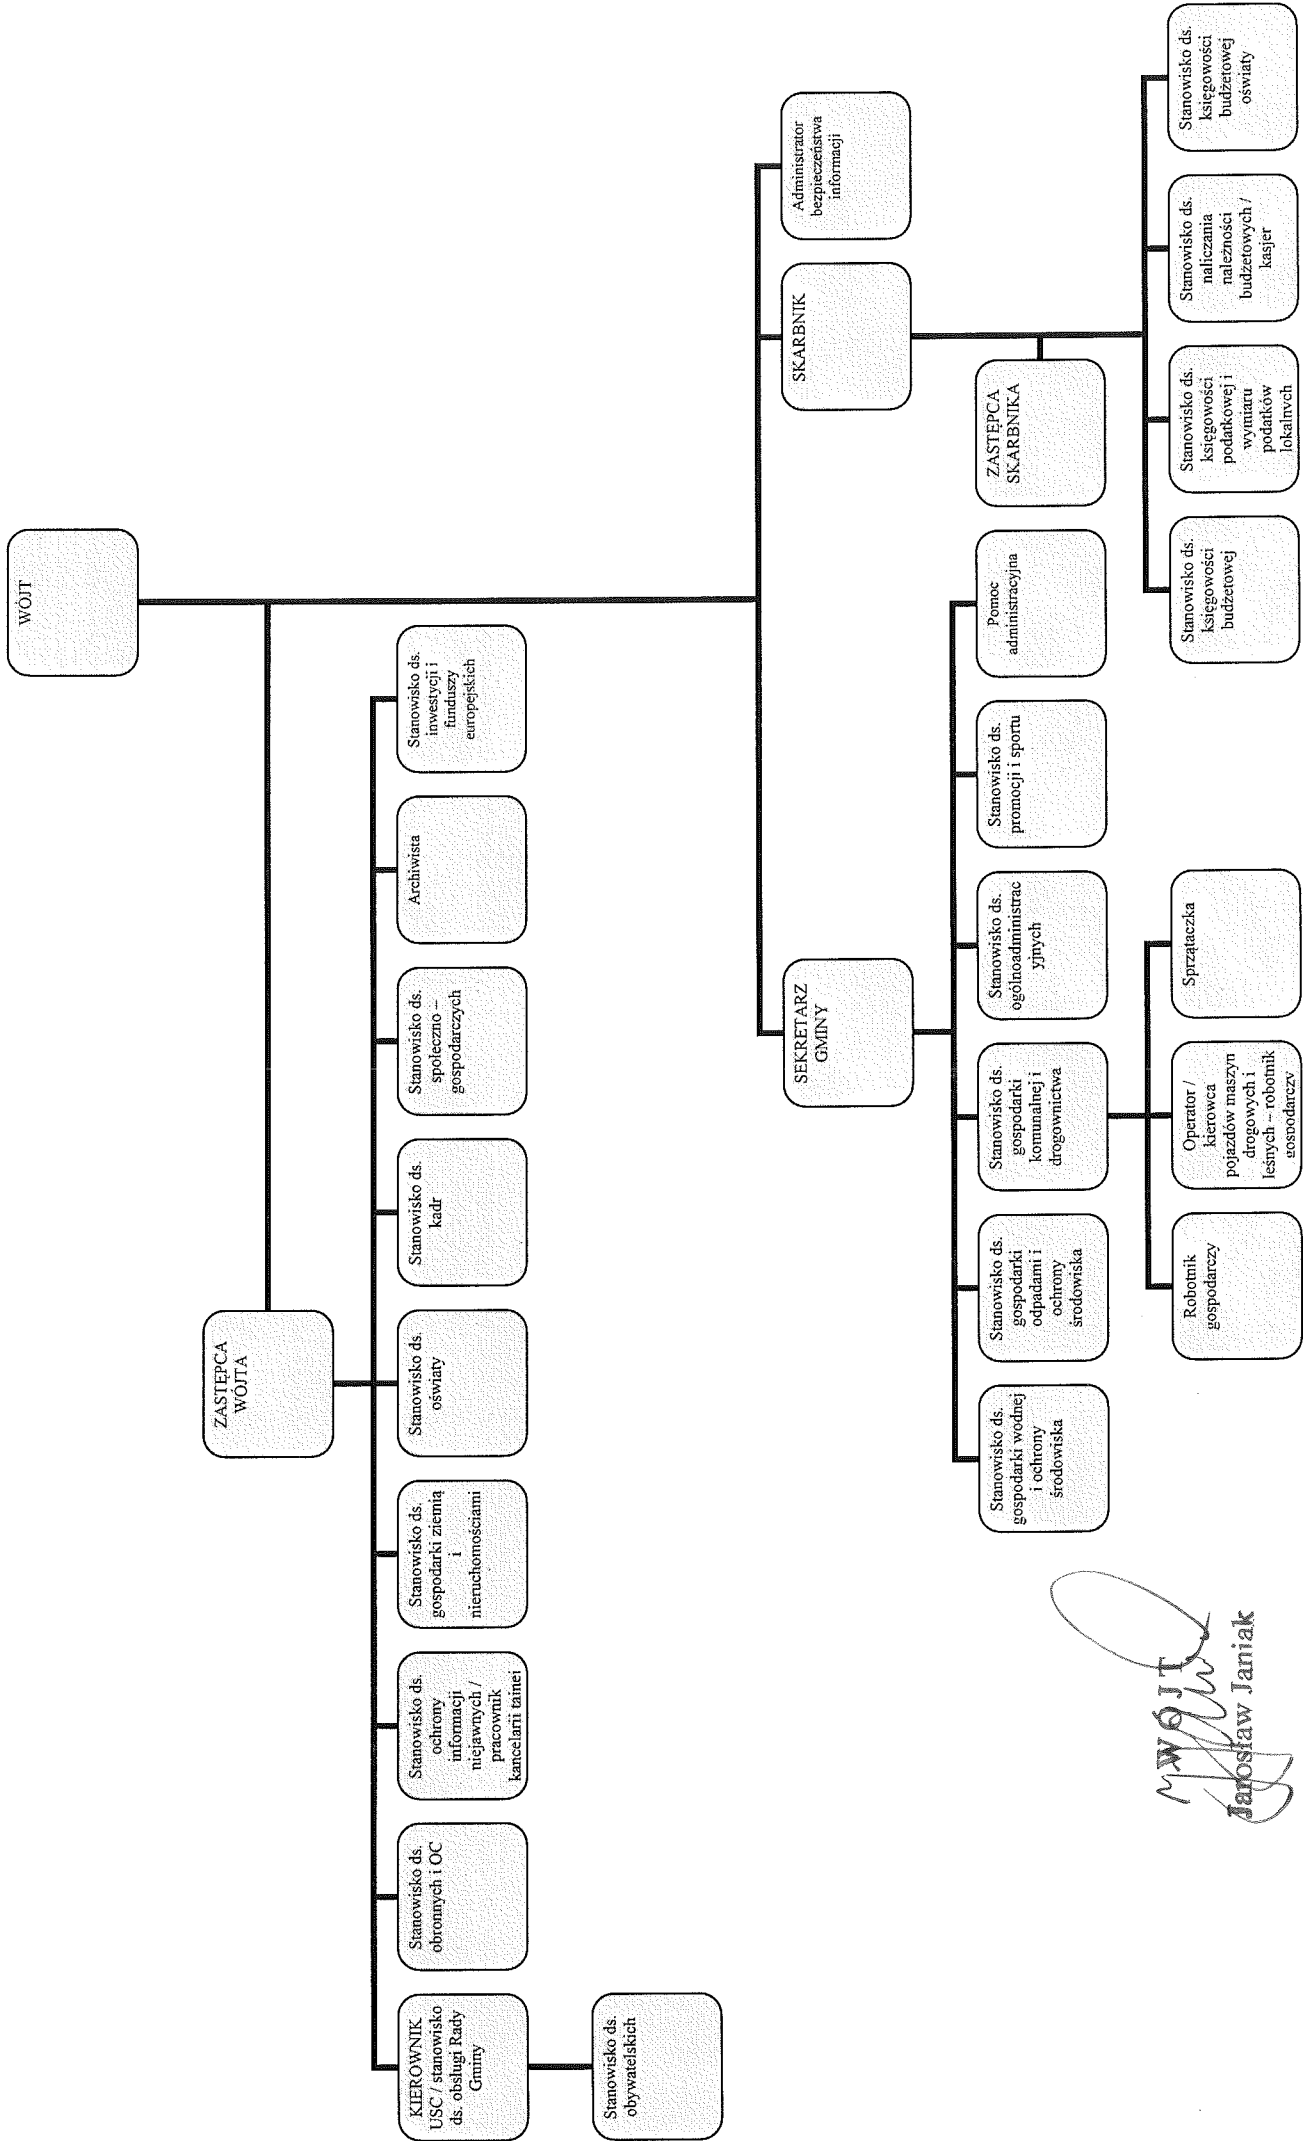 WÓJT
ZASTĘPCA
WÓJTA
KIEROWNIK
USC / stanowisko
ds. obsługi Rady
Gminy
Stanowisko ds.
obronnych i OC
Stanowisko ds.
ochrony
informacji
niejawnych /
pracownik
kancelarii tajnej
Stanowisko ds.
gospodarki ziemią
i
nieruchomościami
Stanowisko ds.
oświaty
Stanowisko ds.
kadr
Stanowisko ds.
społeczno –
gospodarczych
Archiwista
Stanowisko ds.
inwestycji i
funduszy
europejskich
Stanowisko ds.
obywatelskich
SEKRETARZ
GMINY
SKARBNIK
Administrator
bezpieczeństwa
informacji
Stanowisko ds.
gospodarki wodnej
i ochrony
środowiska
Stanowisko ds.
gospodarki
odpadami i
ochrony
środowiska
Stanowisko ds.
gospodarki
komunalnej i
drogownictwa
Stanowisko ds.
ogólnoadministrac
yjnych
Stanowisko ds.
promocji i sportu
Pomoc
administracyjna
ZASTĘPCA
SKARBNIKA
Robotnik
gospodarczy
Operator /
kierowca
pojazdów maszyn
drogowych i
leśnych – robotnik
gospodarczy
Sprzątaczka
Stanowisko ds.
księgowości
budżetowej
Stanowisko ds.
księgowości
podatkowej i
wymiaru
podatków
lokalnych
Stanowisko ds.
naliczania
należności
budżetowych /
kasjer
Stanowisko ds.
księgowości
budżetowej
oświaty
WÓJT
Jarosław Janiak